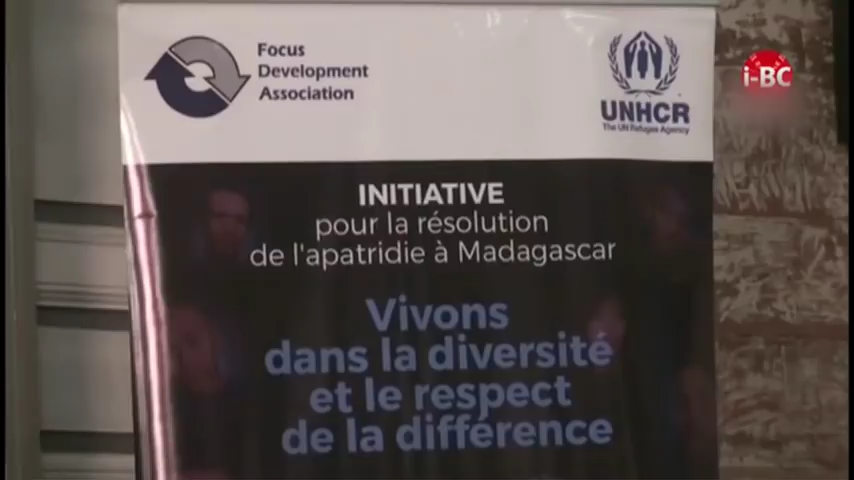 Focus
Development
Association
UNHCR
The UN Refugee Agency
i-BC
INITIATIVE
pour la résolution
de l'apatridie à Madagascar
Vivons
dans la diversité
et le respect
de la différence